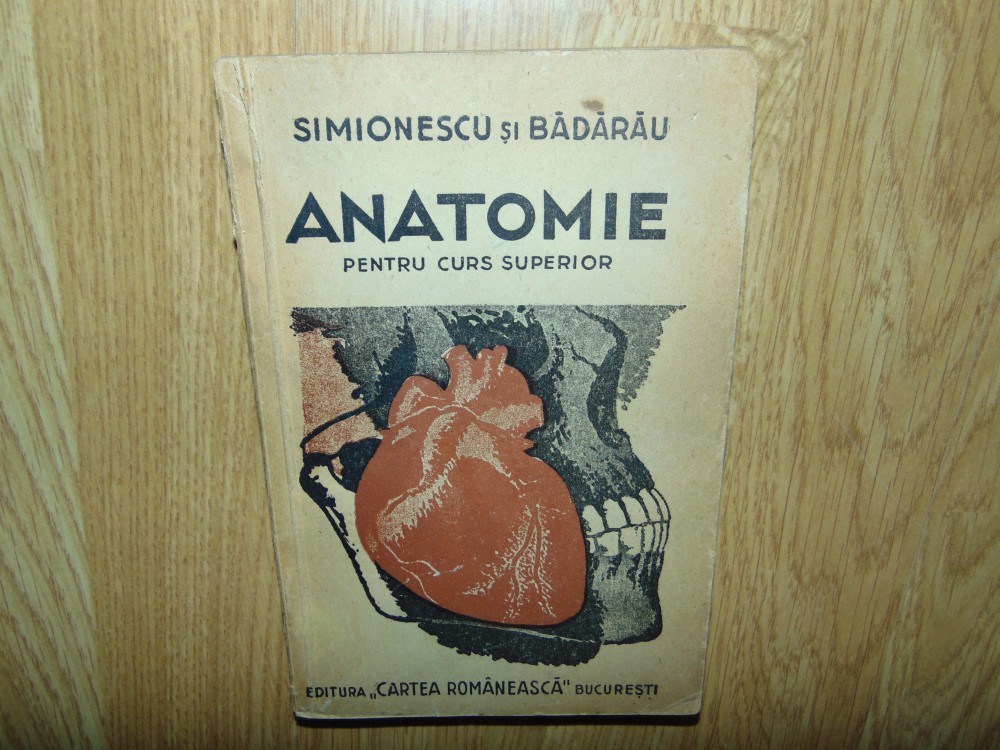 SIMIONESCU ȘI BĂDĂRĂU
ANATOMIE
PENTRU CURS SUPERIOR
EDITURA „CARTEA ROMÂNEASCĂ" BUCUREȘTI